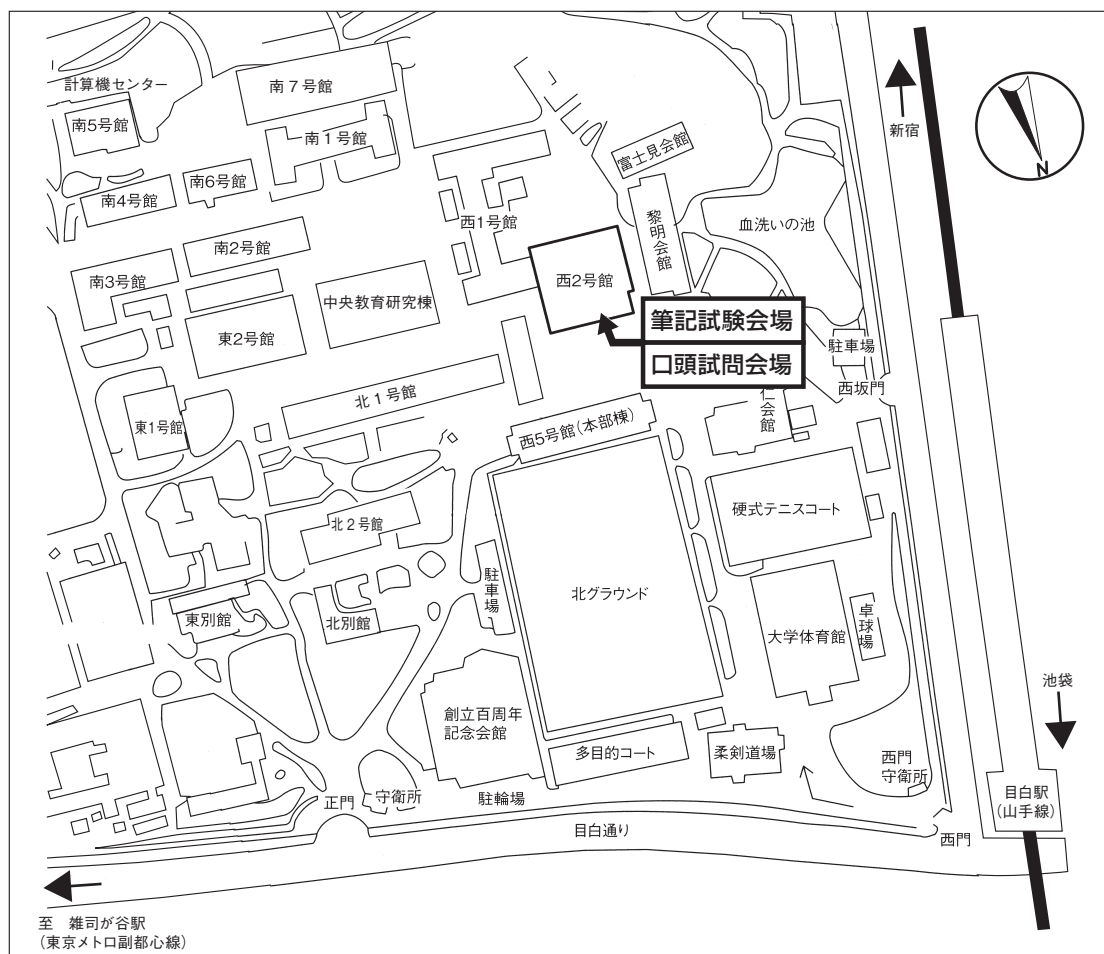 計算機センター
南7号館
南5号館
南1号館
新宿
N
富士見会館
南6号館
南4号館
西1号館
黎明会館
血洗いの池
南2号館
南3号館
西2号館
中央教育研究棟
筆記試験会場
口頭試問会場
東2号館
駐車場
西坂門
北1号館
仁会館
東1号館
西5号館(本部棟)
硬式テニスコート
北2号館
駐車場
北グラウンド
東別館
北別館
大学体育館
卓球場
池袋
創立百周年
記念会館
多目的コート
柔剣道場
西門
守衛所
目白駅
(山手線)
正門
守衛所
駐輪場
目白通り
西門
至 雑司が谷駅
(東京メトロ副都心線)